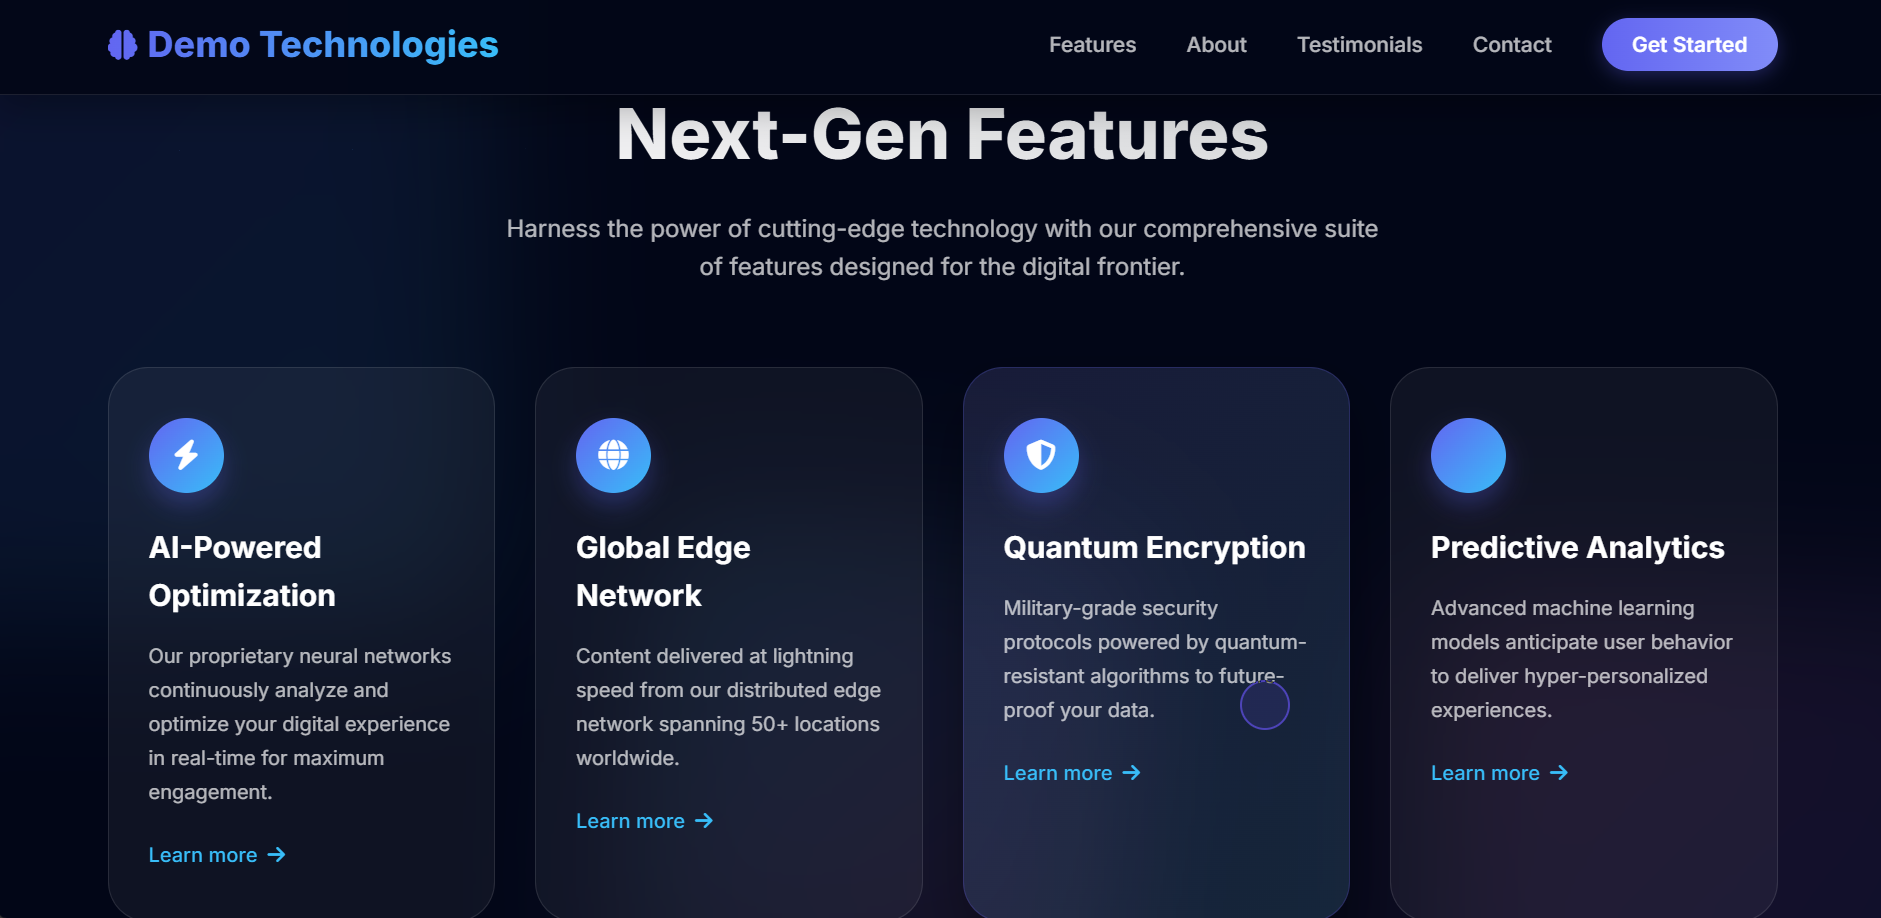 Demo Technologies
Features
About
Testimonials
Contact
Get Started
Next-Gen Features
Harness the power of cutting-edge technology with our comprehensive suite
of features designed for the digital frontier.
AI-Powered
Optimization
Our proprietary neural networks
continuously analyze and
optimize your digital experience
in real-time for maximum
engagement.
Learn more
Global Edge
Network
Content delivered at lightning
speed from our distributed edge
network spanning 50+ locations
worldwide.
Learn more
Quantum Encryption
Military-grade security
protocols powered by quantum-
resistant algorithms to future-
proof your data.
Learn more
Predictive Analytics
Advanced machine learning
models anticipate user behavior
to deliver hyper-personalized
experiences.
Learn more